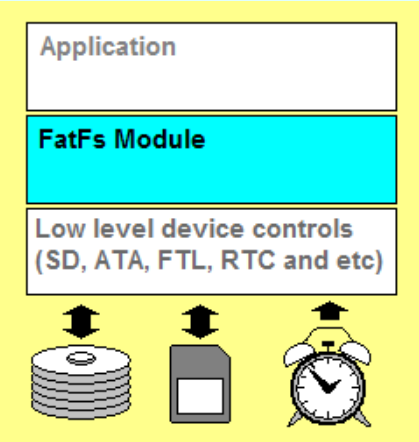 Application
FatFs Module
Low level device controls
(SD, ATA, FTL, RTC and etc)